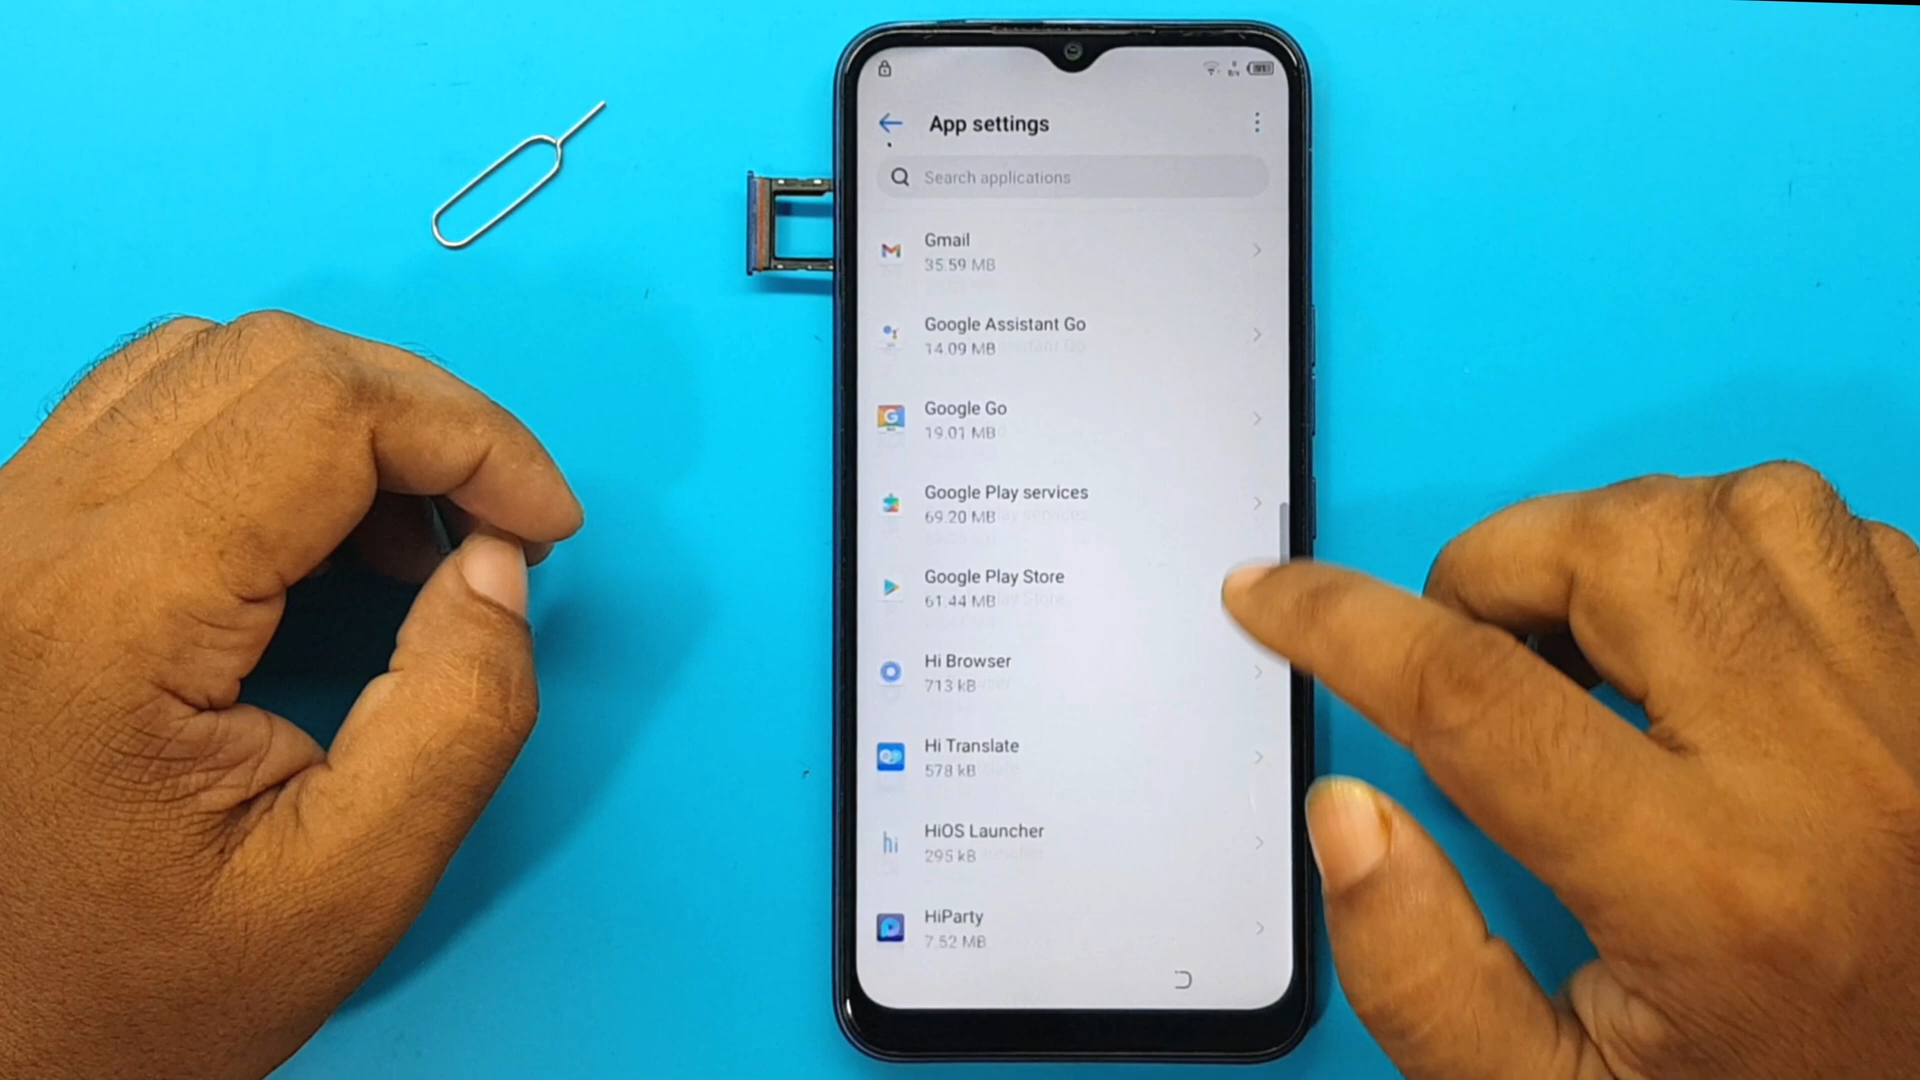 App settings
Search applications
Gmail
35.59 MB
Google Assistant Go
14.09 MB
Google Go
19.01 MB
Google Play services
69.20 MB
Google Play Store
61.44 MB
Hi Browser
713 kB
Hi Translate
578 kB
hi
HiOS Launcher
295 kB
HiParty
7.52 MB